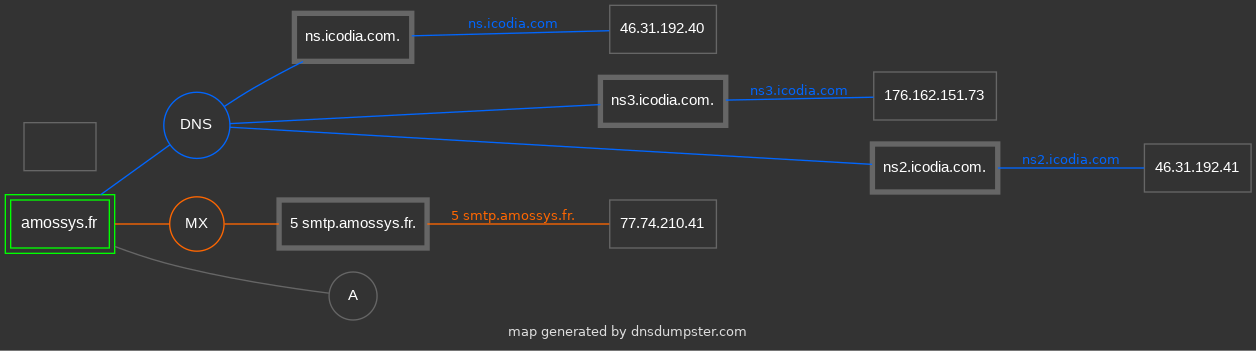 ns.icodia.com.
ns.icodia.com
46.31.192.40
DNS
ns3.icodia.com.
ns3.icodia.com
176.162.151.73
ns2.icodia.com.
ns2.icodia.com
46.31.192.41
amossys.fr
MX
5 smtp.amossys.fr.
5 smtp.amossys.fr.
77.74.210.41
A
map generated by dnsdumpster.com